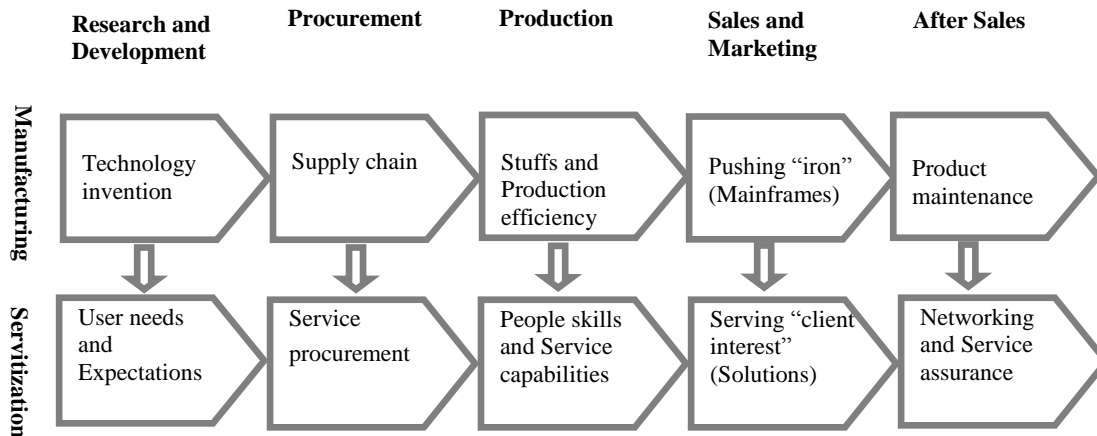 Research and
Development
Procurement
Production
Sales and
Marketing
After Sales
Manufacturing
Technology
invention
Supply chain
Stuffs and
Production
efficiency
Pushing “iron”
(Mainframes)
Product
maintenance
Servitization
User needs
and
Expectations
Service
procurement
People skills
and Service
capabilities
Serving “client
interest”
(Solutions)
Networking
and Service
assurance